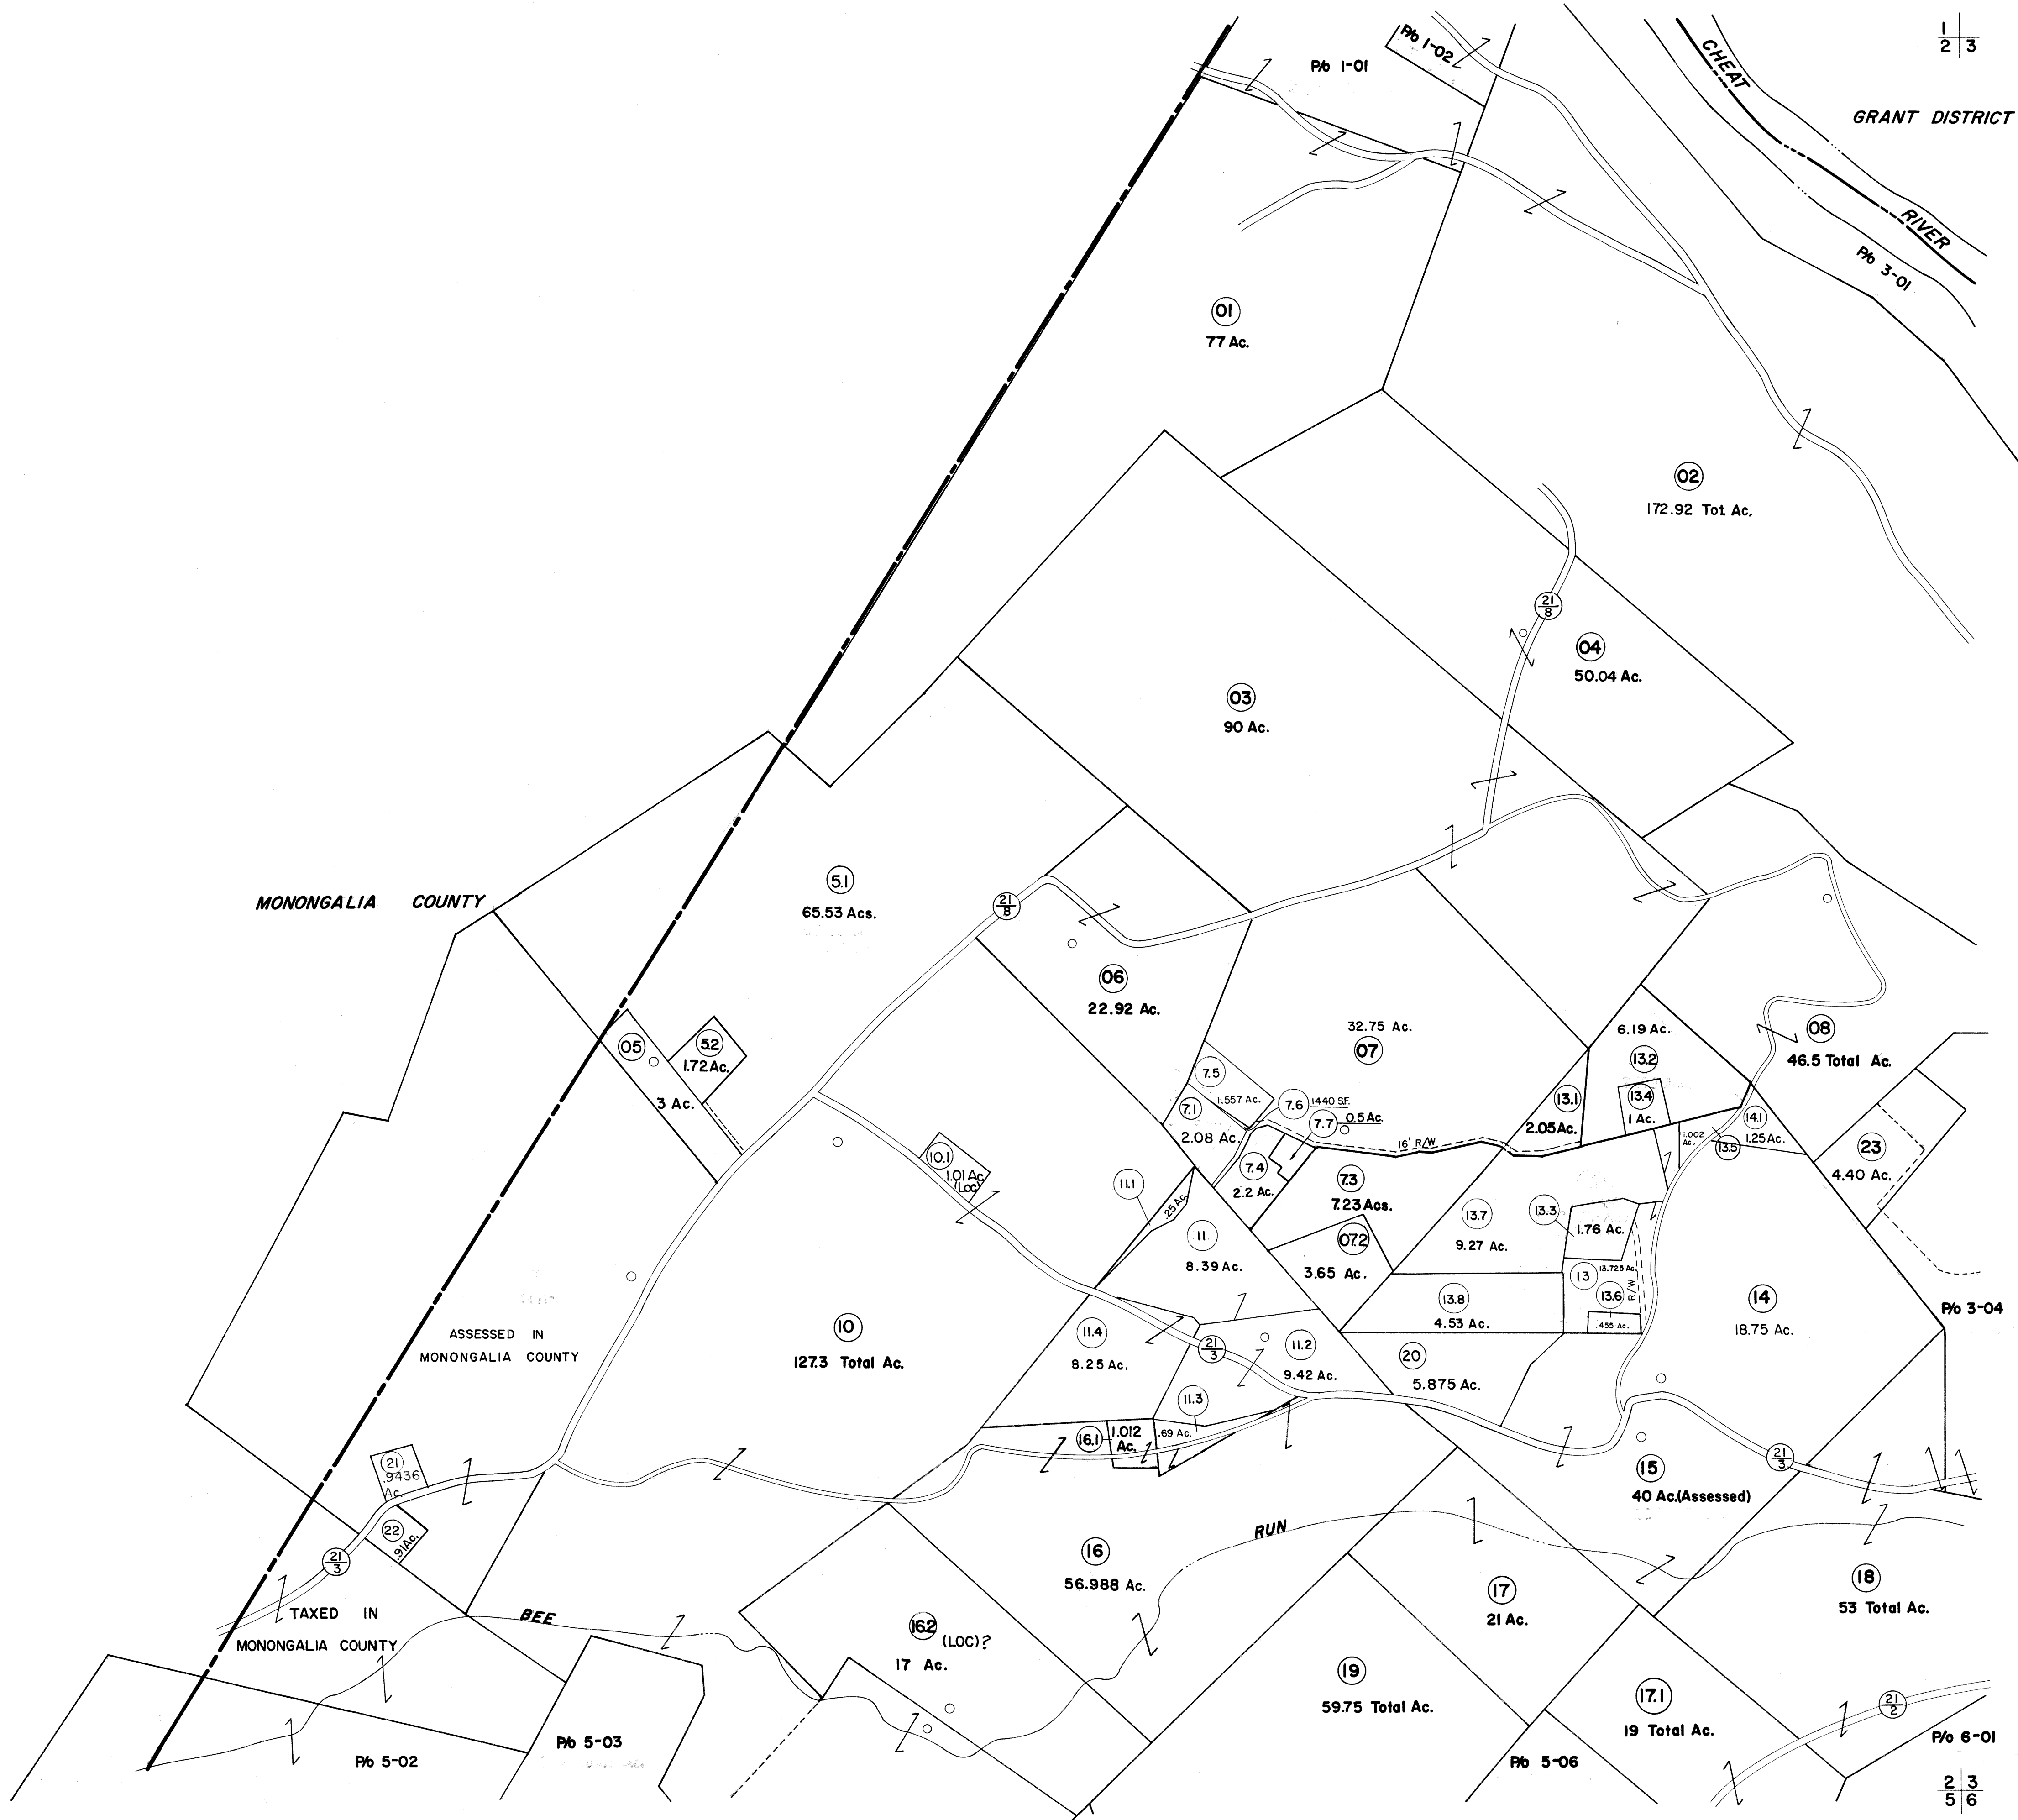 P/o 1-01
P/o 1-02
CHEAT
RIVER
1
2 3
GRANT DISTRICT
P/o 3-01
01
77 Ac.
02
172.92 Tot. Ac.
21
8
04
50.04 Ac.
03
90 Ac.
MONONGALIA COUNTY
5.1
65.53 Acs.
21
8
06
22.92 Ac.
05
3 Ac.
5.2
1.72 Ac.
32.75 Ac.
07
6.19 Ac.
13.2
08
46.5 Total Ac.
7.5
1.557 Ac.
7.1
2.08 Ac.
7.6
1440 S.F.
7.7
0.5 Ac.
16' R/W
13.1
2.05 Ac.
13.4
1 Ac.
1.002
Ac.
13.5
14.1
1.25 Ac.
23
4.40 Ac.
7.4
2.2 Ac.
7.3
7.23 Acs.
10.1
1.01 Ac.
(Loc)
11.1
.25 Ac.
11
8.39 Ac.
07.2
3.65 Ac.
13.7
9.27 Ac.
13.3
1.76 Ac.
13
13.725 Ac.
13.6
.455 Ac.
R/W
13.8
4.53 Ac.
14
18.75 Ac.
P/o 3-04
ASSESSED IN
MONONGALIA COUNTY
10
127.3 Total Ac.
11.4
8.25 Ac.
21
3
11.2
9.42 Ac.
20
5.875 Ac.
11.3
.69 Ac.
16.1
1.012
Ac.
21
.9436
Ac.
22
.91 Ac.
21
3
15
40 Ac.(Assessed)
21
3
RUN
16
56.988 Ac.
17
21 Ac.
18
53 Total Ac.
TAXED IN
MONONGALIA COUNTY
BEE
16.2
(LOC)?
17 Ac.
19
59.75 Total Ac.
17.1
19 Total Ac.
21
2
P/o 5-02
P/o 5-03
P/o 5-06
P/o 6-01
2 3
5 6